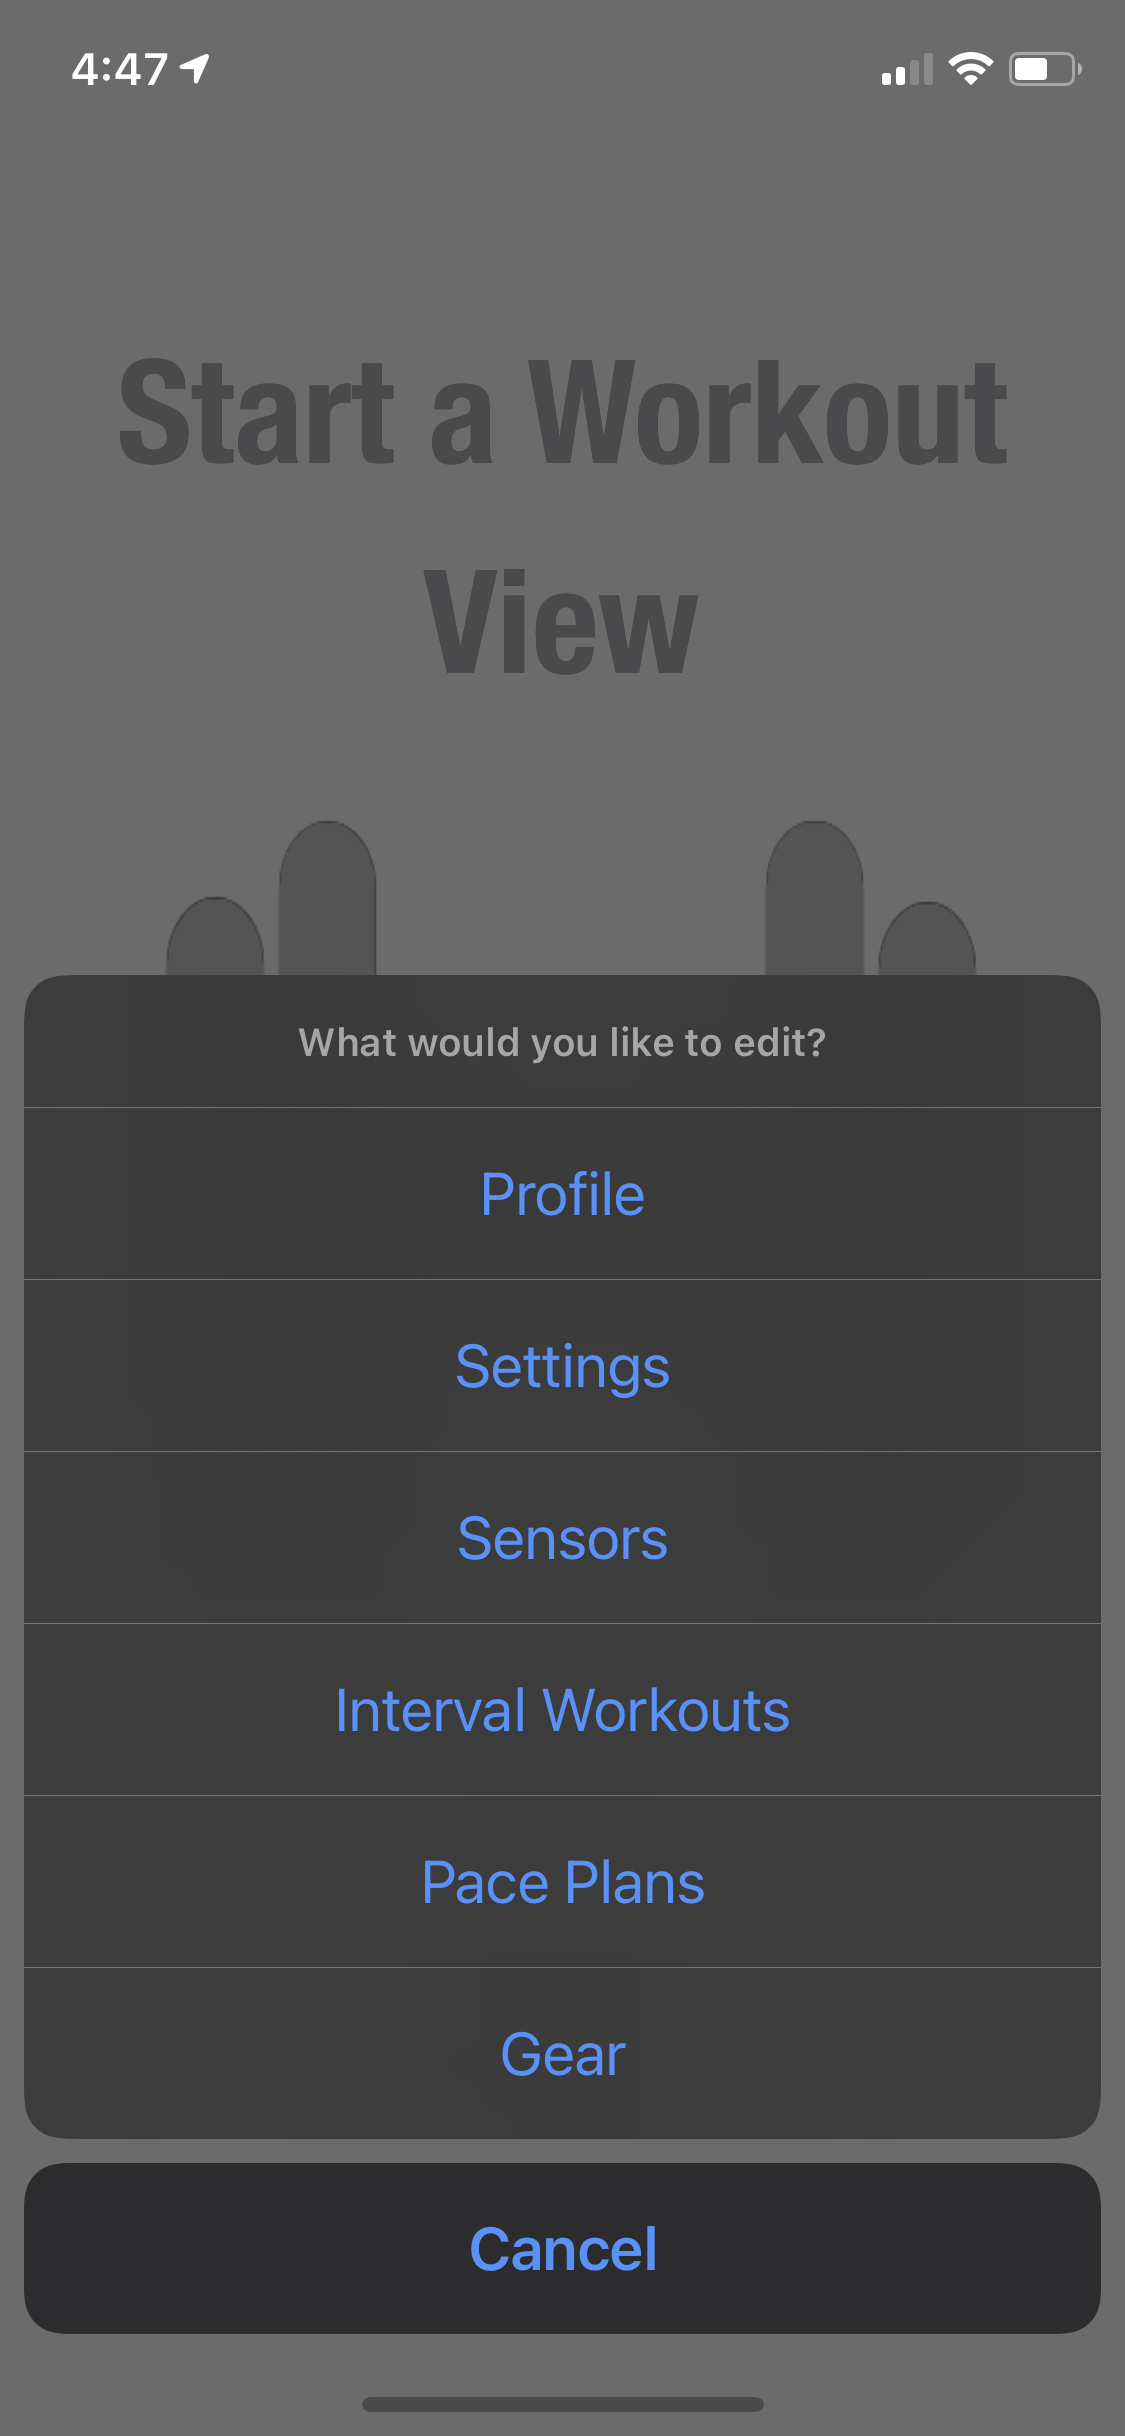 4:47
Start a Workout
View
What would you like to edit?
Profile
Settings
Sensors
Interval Workouts
Pace Plans
Gear
Cancel